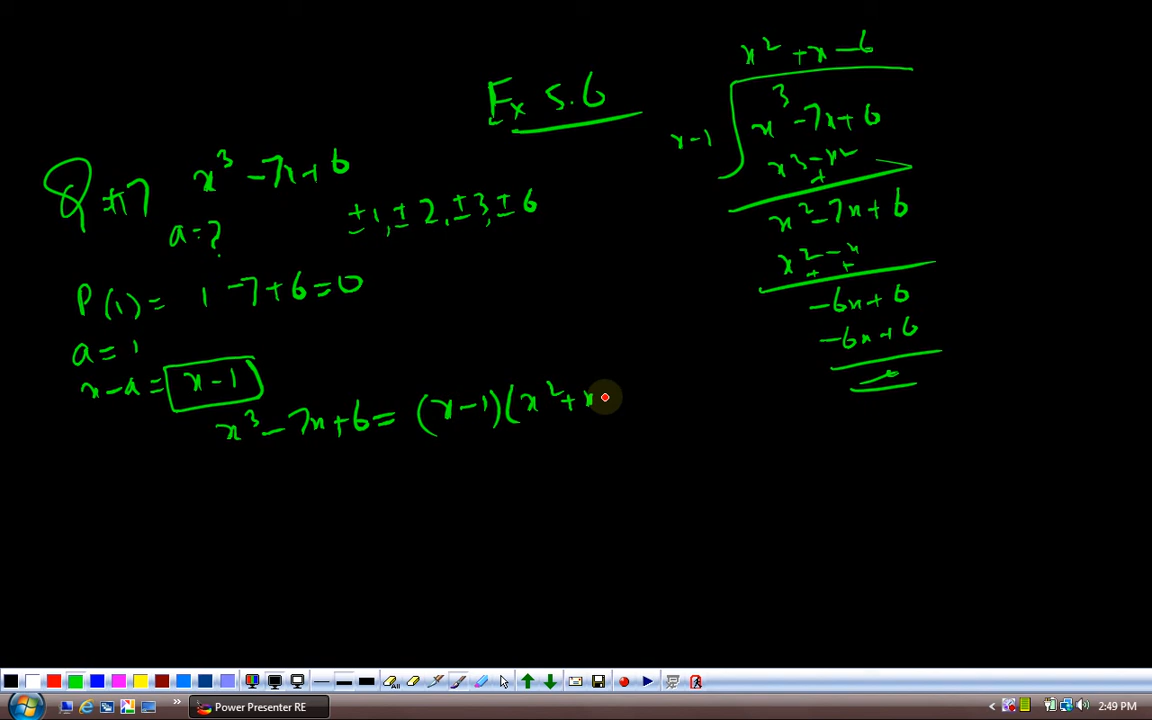 Ex 5.6
Q#7 x³ - 7x + 6
a = ?
±1, ±2, ±3, ±6
P(1) = 1 - 7 + 6 = 0
a = 1
x - a = x - 1
x³ - 7x + 6 = (x - 1)(x² + x
x² + x - 6
x - 1
x³ - 7x + 6
x³ - x²
+
x² - 7x + 6
x² - x
+ +
-6x + 6
-6x + 6
Power Presenter RE
2:49 PM